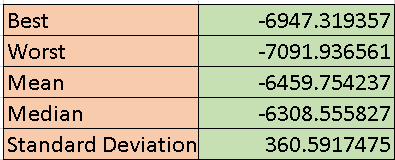 Best -6947.319357
Worst -7091.936561
Mean -6459.754237
Median -6308.555827
Standard Deviation 360.5917475